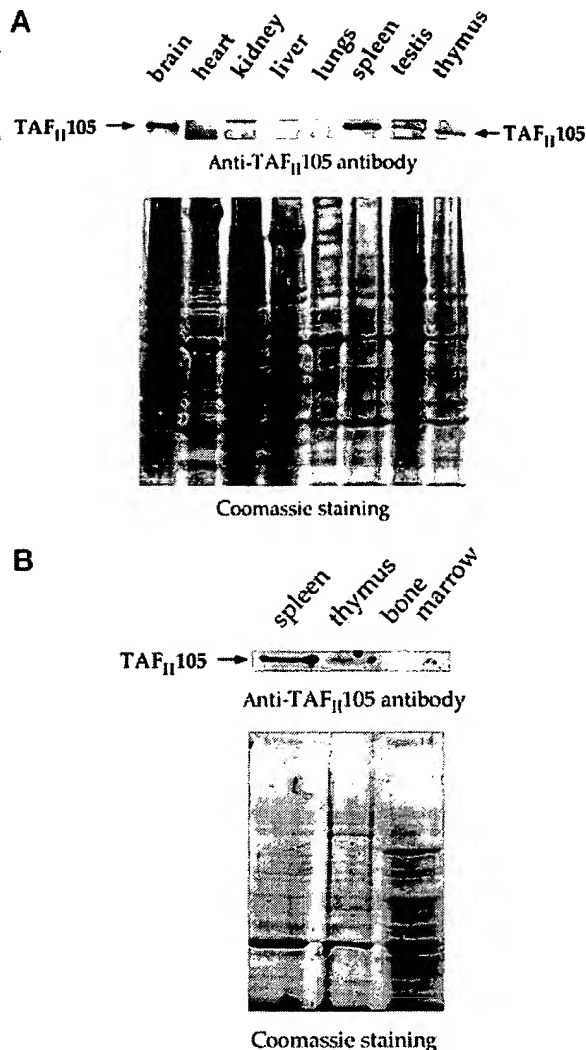 A
brain heart kidney liver lungs spleen testis thymus
TAFII105
TAFII105
Anti-TAFII105 antibody
Coomassie staining
B
spleen thymus bone marrow
TAFII105
Anti-TAFII105 antibody
Coomassie staining